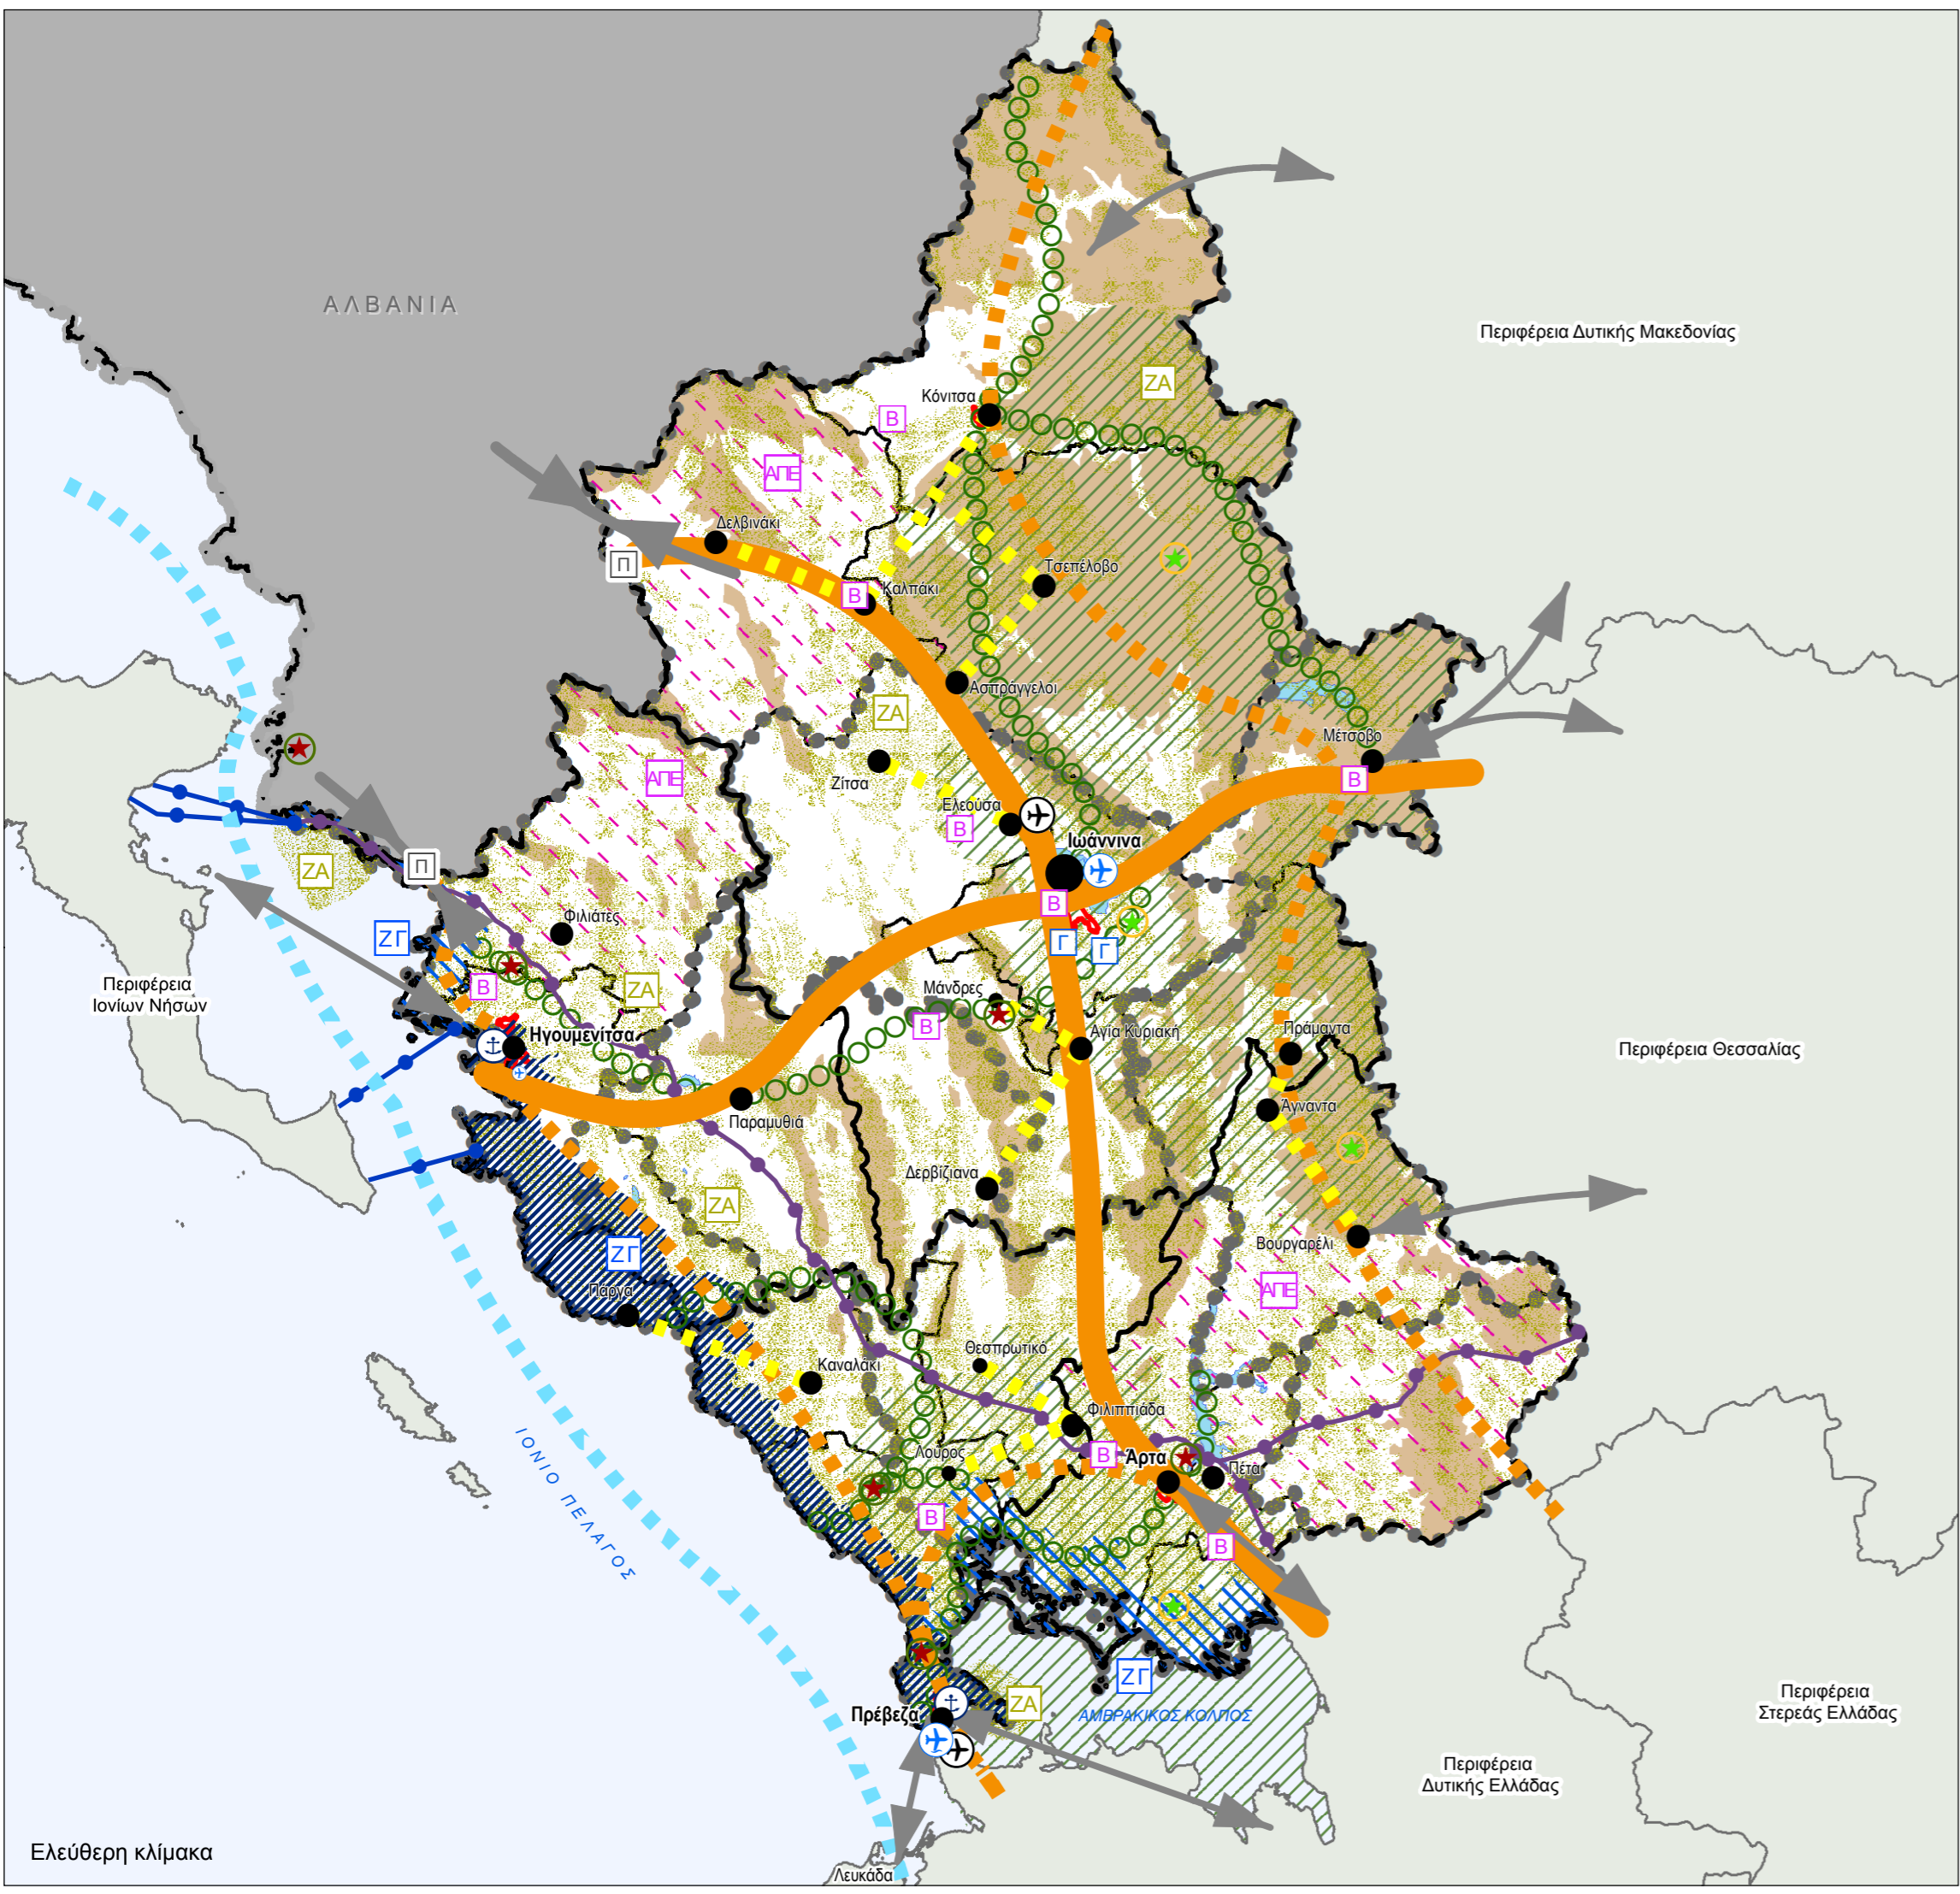 ΑΛΒΑΝΙΑ
Περιφέρεια Δυτικής Μακεδονίας
ΖΑ
Κόνιτσα
Β
ΑΠΕ
Δελβινάκι
Π
Τσεπέλοβο
Β
Καλπάκι
Ασπράγγελοι
ΖΑ
Μέτσοβο
Ζίτσα
ΑΠΕ
Β
Ελεούσα
Β
Ιωάννινα
Π
ΖΑ
Β
Φιλιάτες
ΖΓ
Γ
Γ
Περιφέρεια
Ιονίων Νήσων
Β
ΖΑ
Μάνδρες
Β
Ηγουμενίτσα
Αγία Κυριακή
Πράμαντα
Περιφέρεια Θεσσαλίας
Άγναντα
Παραμυθιά
Δερβίζιανα
ΖΑ
Βουργαρέλι
ΖΓ
ΑΠΕ
Πάργα
Θεσπρωτικό
Καναλάκι
Φιλιππιάδα
Λούρος
Β
Άρτα
Πέτα
ΙΟΝΙΟ ΠΕΛΑΓΟΣ
Β
Β
ΖΓ
ΖΑ
Πρέβεζα
ΑΜΒΡΑΚΙΚΟΣ ΚΟΛΠΟΣ
Περιφέρεια
Στερεάς Ελλάδας
Περιφέρεια
Δυτικής Ελλάδας
Ελεύθερη κλίμακα
Λευκάδα